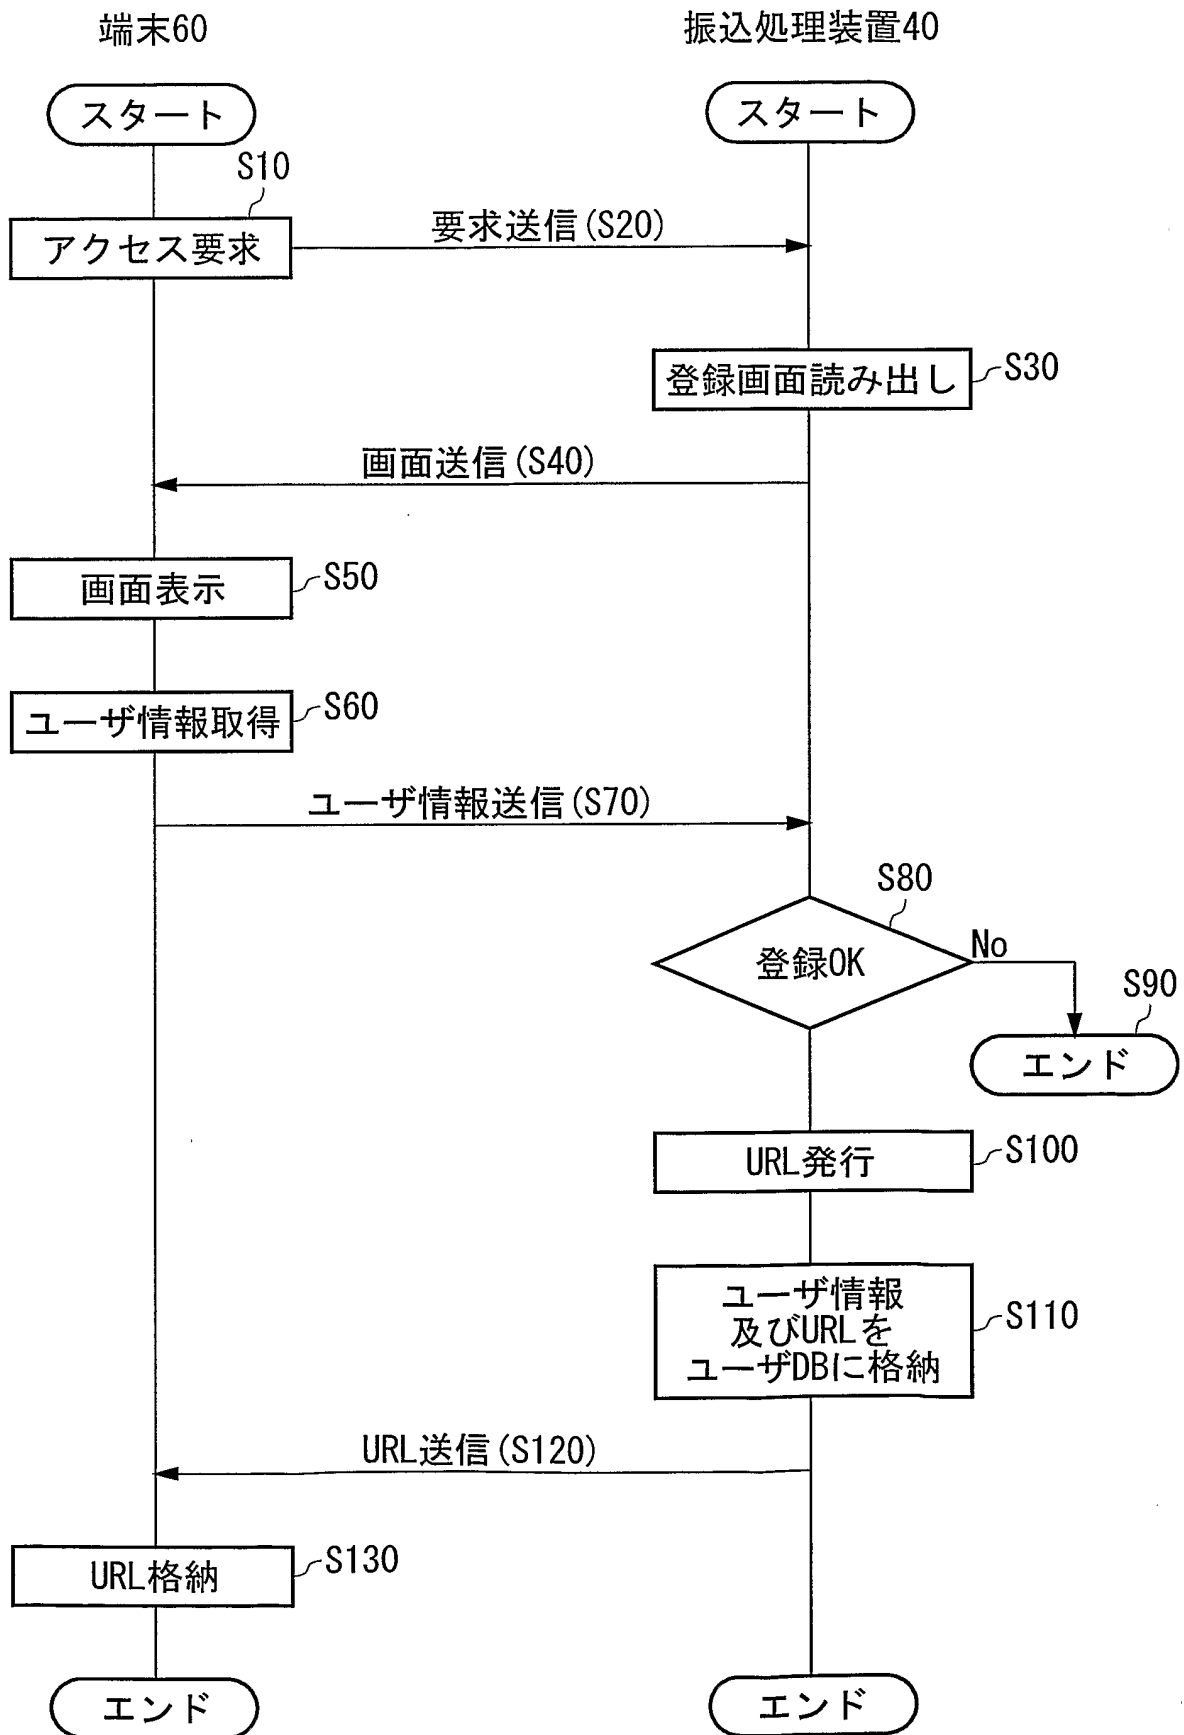 端末60
振込処理装置40
スタート
スタート
S10
アクセス要求
要求送信(S20)
登録画面読み出し
S30
画面送信(S40)
画面表示
S50
ユーザ情報取得
S60
ユーザ情報送信(S70)
S80
登録OK
No
S90
エンド
URL発行
S100
ユーザ情報
及びURLを
ユーザDBに格納
S110
URL送信(S120)
URL格納
S130
エンド
エンド